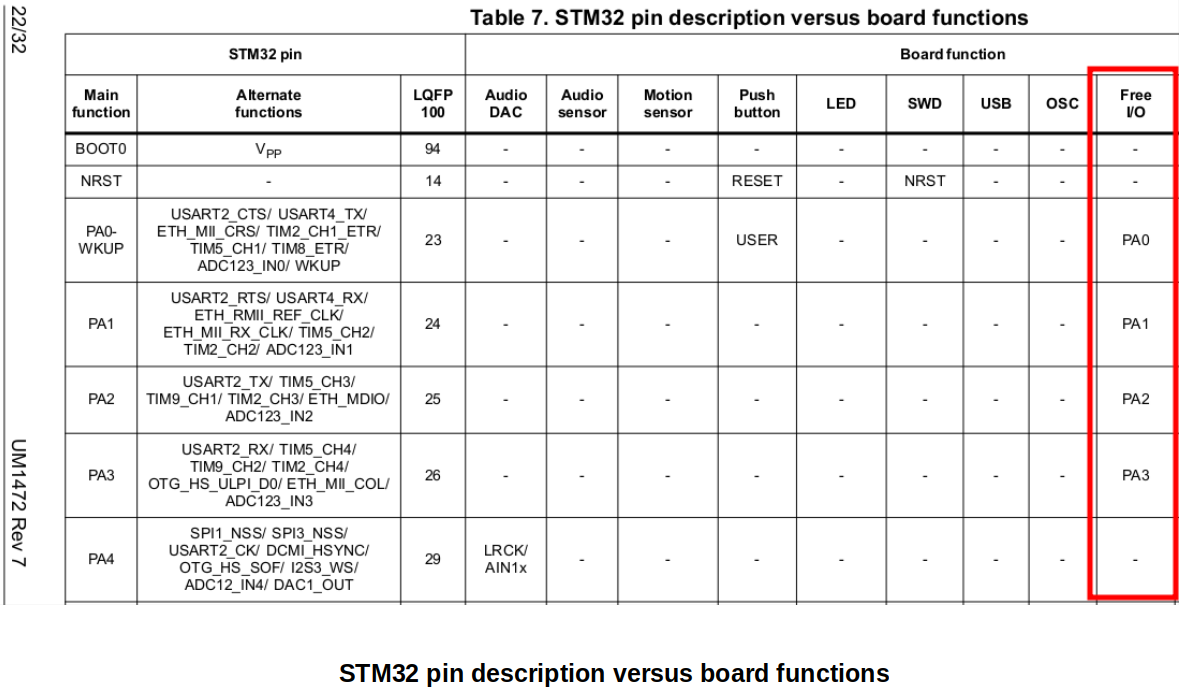 22/32
UM1472 Rev 7
Table 7. STM32 pin description versus board functions
STM32 pin Board function
Main function Alternate functions LQFP 100 Audio DAC Audio sensor Motion sensor Push button LED SWD USB OSC Free I/O
BOOT0 VPP 94 - - - - - - - - -
NRST - 14 - - - RESET - NRST - - -
PA0-WKUP USART2_CTS/ USART4_TX/ ETH_MII_CRS/ TIM2_CH1_ETR/ TIM5_CH1/ TIM8_ETR/ ADC123_IN0/ WKUP 23 - - - USER - - - - PA0
PA1 USART2_RTS/ USART4_RX/ ETH_RMII_REF_CLK/ ETH_MII_RX_CLK/ TIM5_CH2/ TIM2_CH2/ ADC123_IN1 24 - - - - - - - - PA1
PA2 USART2_TX/ TIM5_CH3/ TIM9_CH1/ TIM2_CH3/ ETH_MDIO/ ADC123_IN2 25 - - - - - - - - PA2
PA3 USART2_RX/ TIM5_CH4/ TIM9_CH2/ TIM2_CH4/ OTG_HS_ULPI_D0/ ETH_MII_COL/ ADC123_IN3 26 - - - - - - - - PA3
PA4 SPI1_NSS/ SPI3_NSS/ USART2_CK/ DCMI_HSYNC/ OTG_HS_SOF/ I2S3_WS/ ADC12_IN4/ DAC1_OUT 29 LRCK/ AIN1x - - - - - - - -
STM32 pin description versus board functions